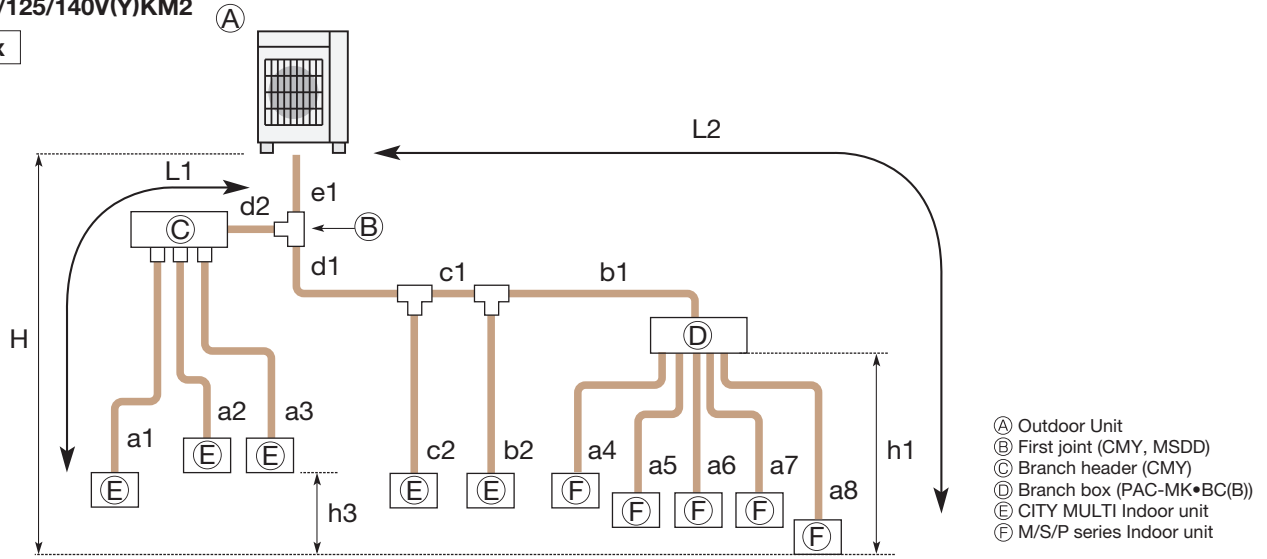 /125/140V(Y)KM2
Ⓐ
L2
L1
e1
d2
Ⓒ
Ⓑ
d1
c1
b1
H
Ⓓ
a1
a2
a3
Ⓔ
Ⓔ
Ⓔ
c2
b2
a4
a5
a6
a7
a8
h1
Ⓔ
Ⓔ
Ⓕ
Ⓕ
Ⓕ
Ⓕ
Ⓕ
h3
Ⓐ Outdoor Unit
Ⓑ First joint (CMY, MSDD)
Ⓒ Branch header (CMY)
Ⓓ Branch box (PAC-MK•BC(B))
Ⓔ CITY MULTI Indoor unit
Ⓕ M/S/P series Indoor unit